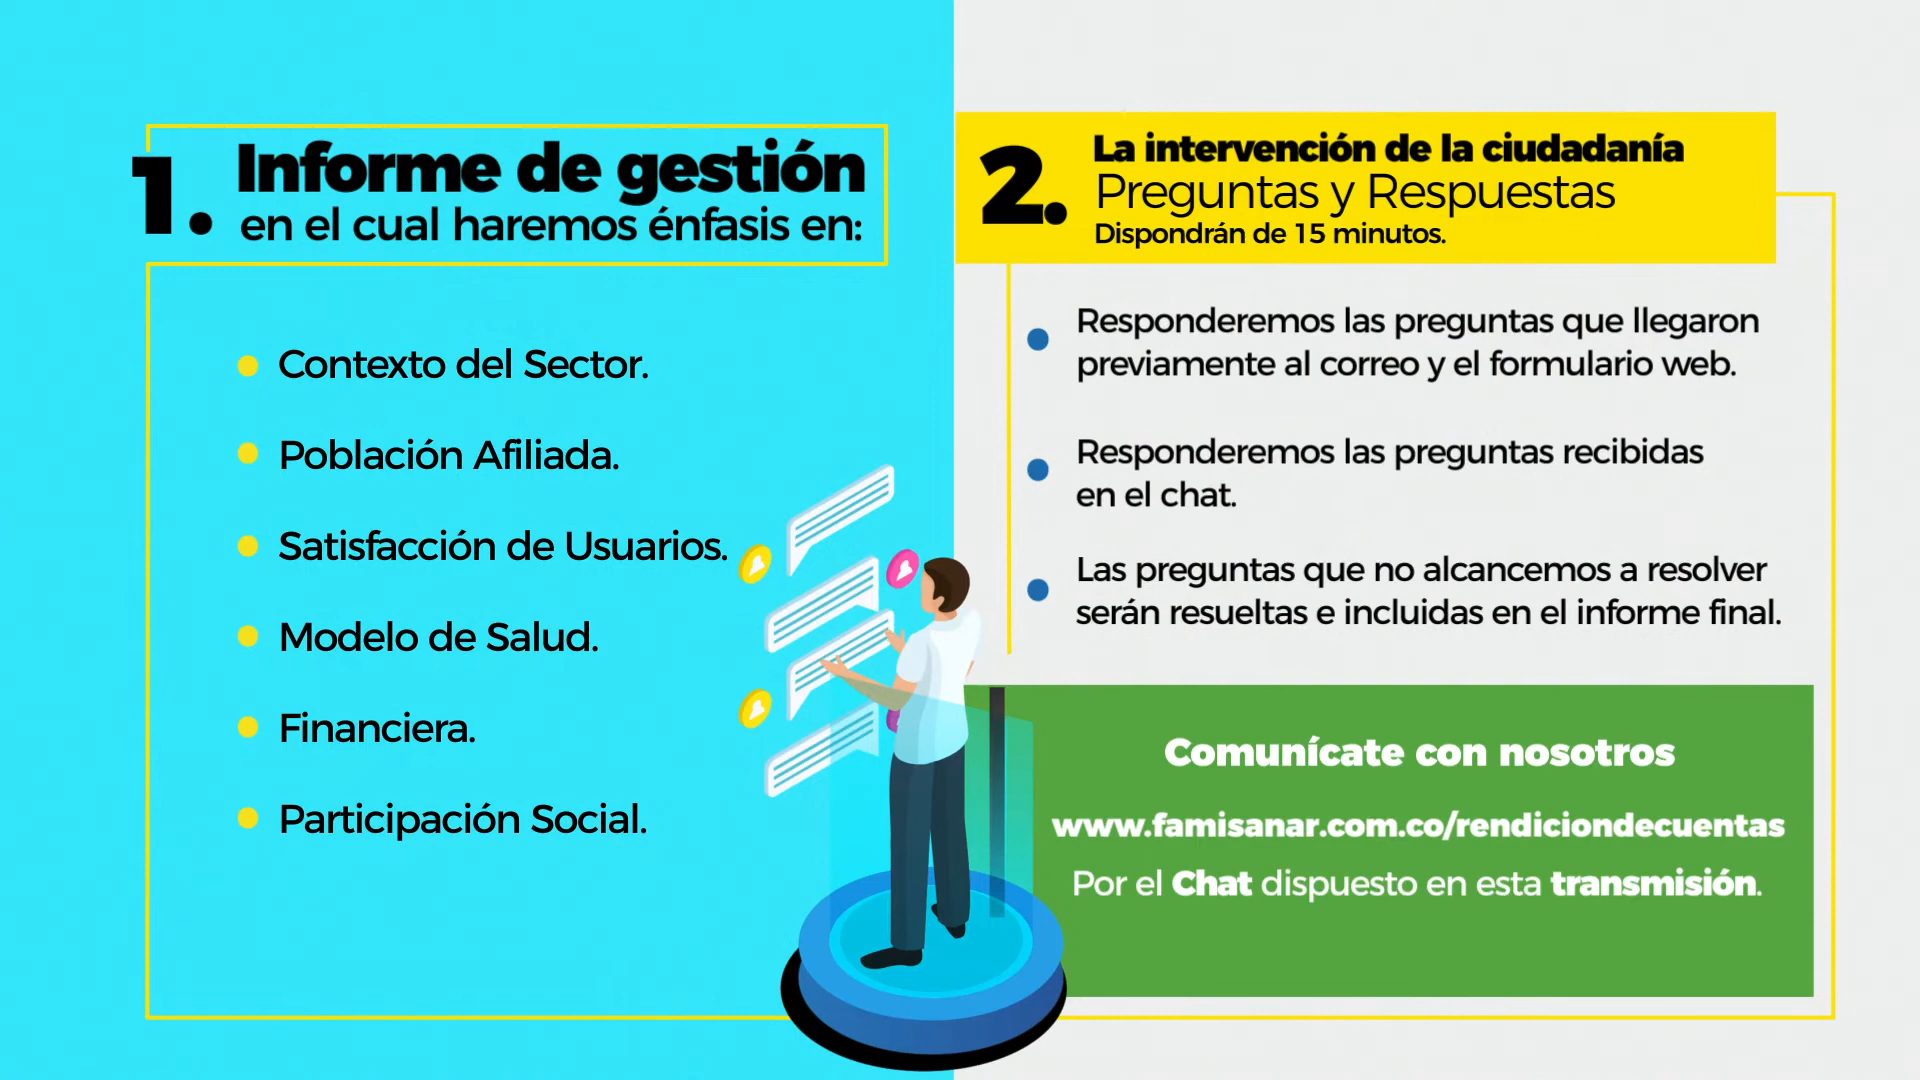 1. Informe de gestión
en el cual haremos énfasis en:
Contexto del Sector.
Población Afiliada.
Satisfacción de Usuarios.
Modelo de Salud.
Financiera.
Participación Social.
2. La intervención de la ciudadanía
Preguntas y Respuestas
Dispondrán de 15 minutos.
Responderemos las preguntas que llegaron
previamente al correo y el formulario web.
Responderemos las preguntas recibidas
en el chat.
Las preguntas que no alcancemos a resolver
serán resueltas e incluidas en el informe final.
Comunícate con nosotros
www.famisanar.com.co/rendiciondecuentas
Por el Chat dispuesto en esta transmisión.